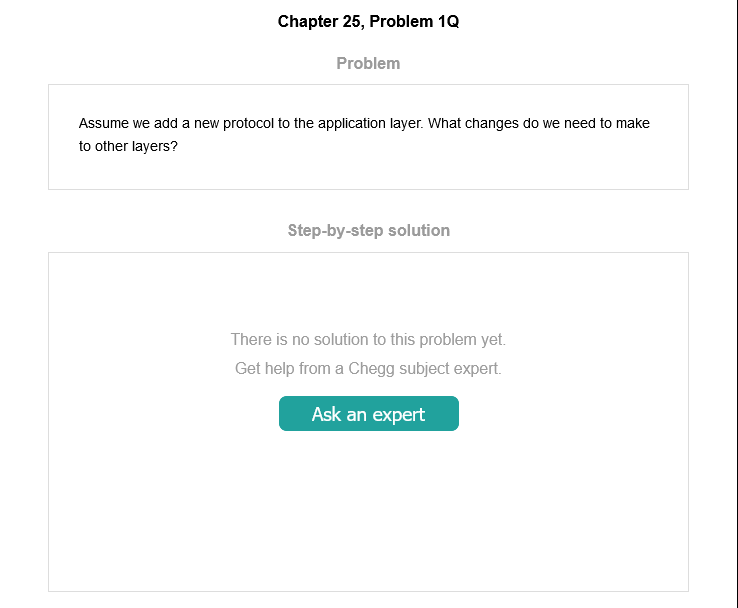 Chapter 25, Problem 1Q
Problem
Assume we add a new protocol to the application layer. What changes do we need to make
to other layers?
Step-by-step solution
There is no solution to this problem yet.
Get help from a Chegg subject expert.
Ask an expert